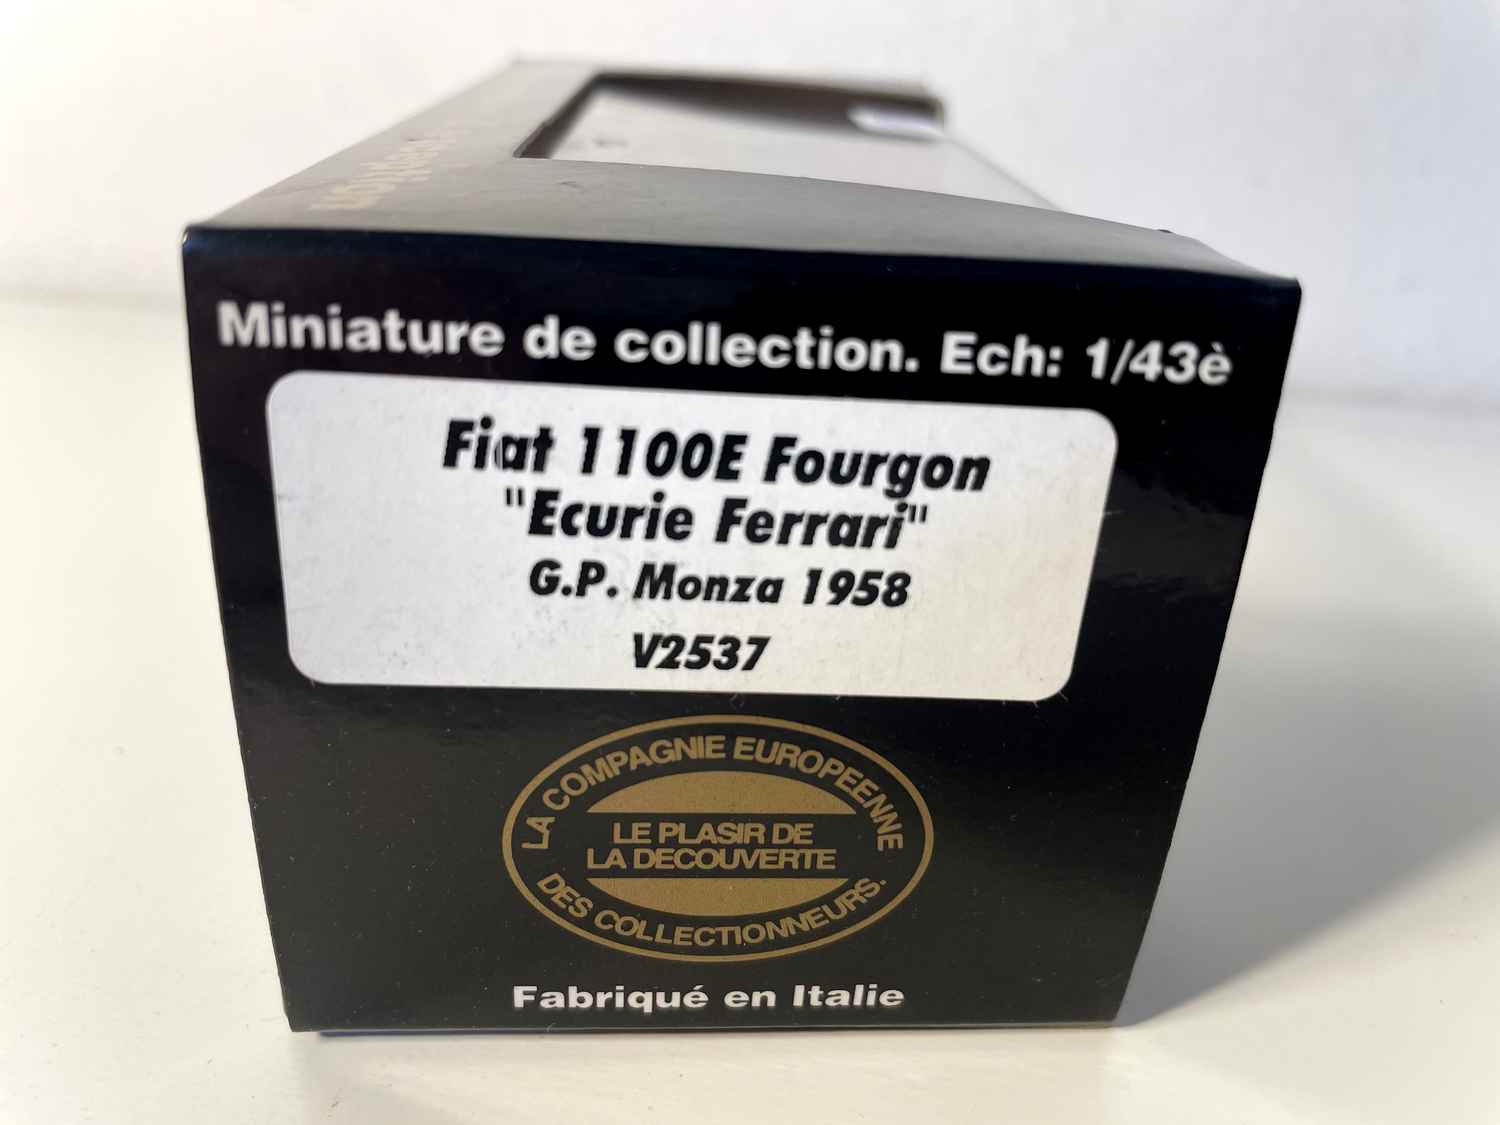 Miniature de collection. Ech: 1/43è
Fiat 1100E Fourgon
"Ecurie Ferrari"
G.P. Monza 1958
V2537
LA COMPAGNIE EUROPEENNE
LE PLASIR DE
LA DECOUVERTE
DES COLLECTIONNEURS.
Fabriqué en Italie